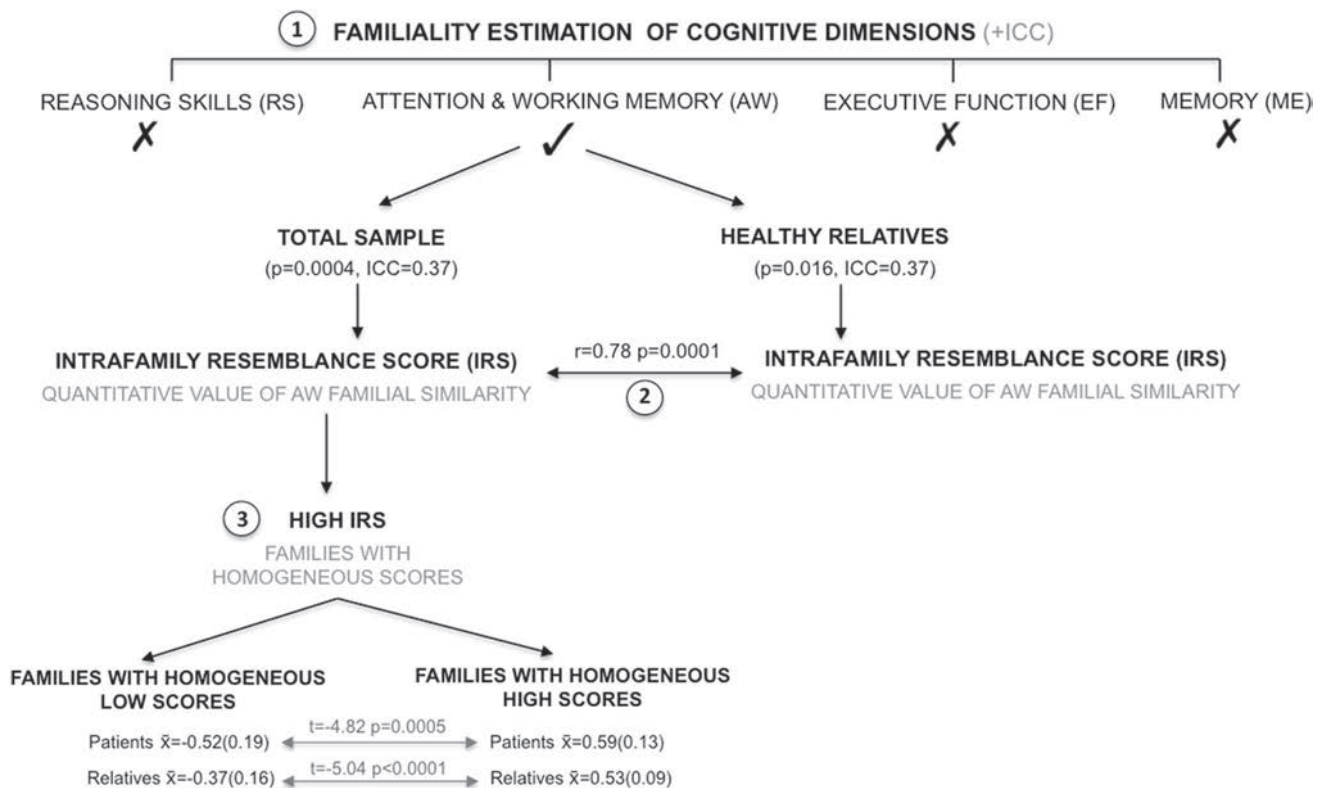 1 FAMILIALITY ESTIMATION OF COGNITIVE DIMENSIONS (+ICC)
REASONING SKILLS (RS) ATTENTION & WORKING MEMORY (AW) EXECUTIVE FUNCTION (EF) MEMORY (ME)
✗ ✓ ✗ ✗
TOTAL SAMPLE HEALTHY RELATIVES
(p=0.0004, ICC=0.37) (p=0.016, ICC=0.37)
r=0.78 p=0.0001
INTRAFAMILY RESEMBLANCE SCORE (IRS) INTRAFAMILY RESEMBLANCE SCORE (IRS)
QUANTITATIVE VALUE OF AW FAMILIAL SIMILARITY 2 QUANTITATIVE VALUE OF AW FAMILIAL SIMILARITY
3 HIGH IRS
FAMILIES WITH
HOMOGENEOUS SCORES
FAMILIES WITH HOMOGENEOUS
LOW SCORES
FAMILIES WITH HOMOGENEOUS
HIGH SCORES
Patients x̄=-0.52(0.19) t=-4.82 p=0.0005 Patients x̄=0.59(0.13)
Relatives x̄=-0.37(0.16) t=-5.04 p<0.0001 Relatives x̄=0.53(0.09)